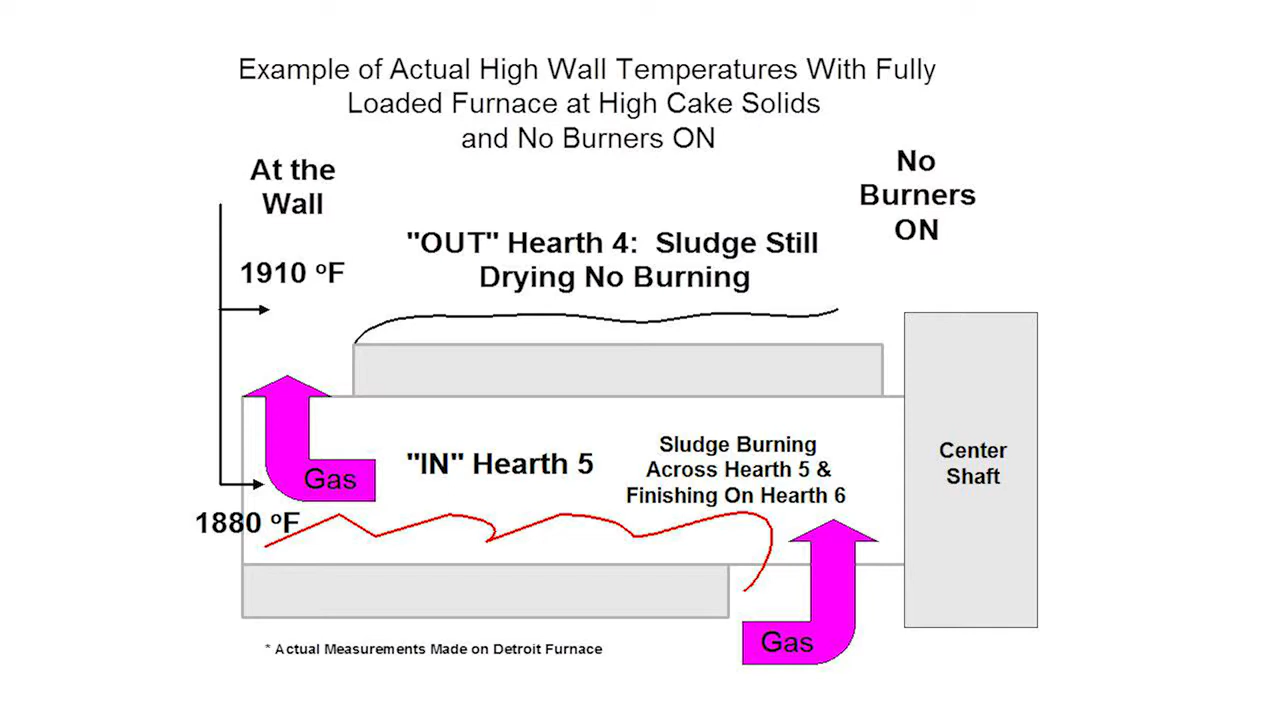 Example of Actual High Wall Temperatures With Fully
Loaded Furnace at High Cake Solids
and No Burners ON
At the
Wall
No
Burners
ON
"OUT" Hearth 4:  Sludge Still
Drying No Burning
1910 ºF
"IN" Hearth 5
Sludge Burning
Across Hearth 5 &
Finishing On Hearth 6
Center
Shaft
Gas
1880 ºF
Gas
* Actual Measurements Made on Detroit Furnace